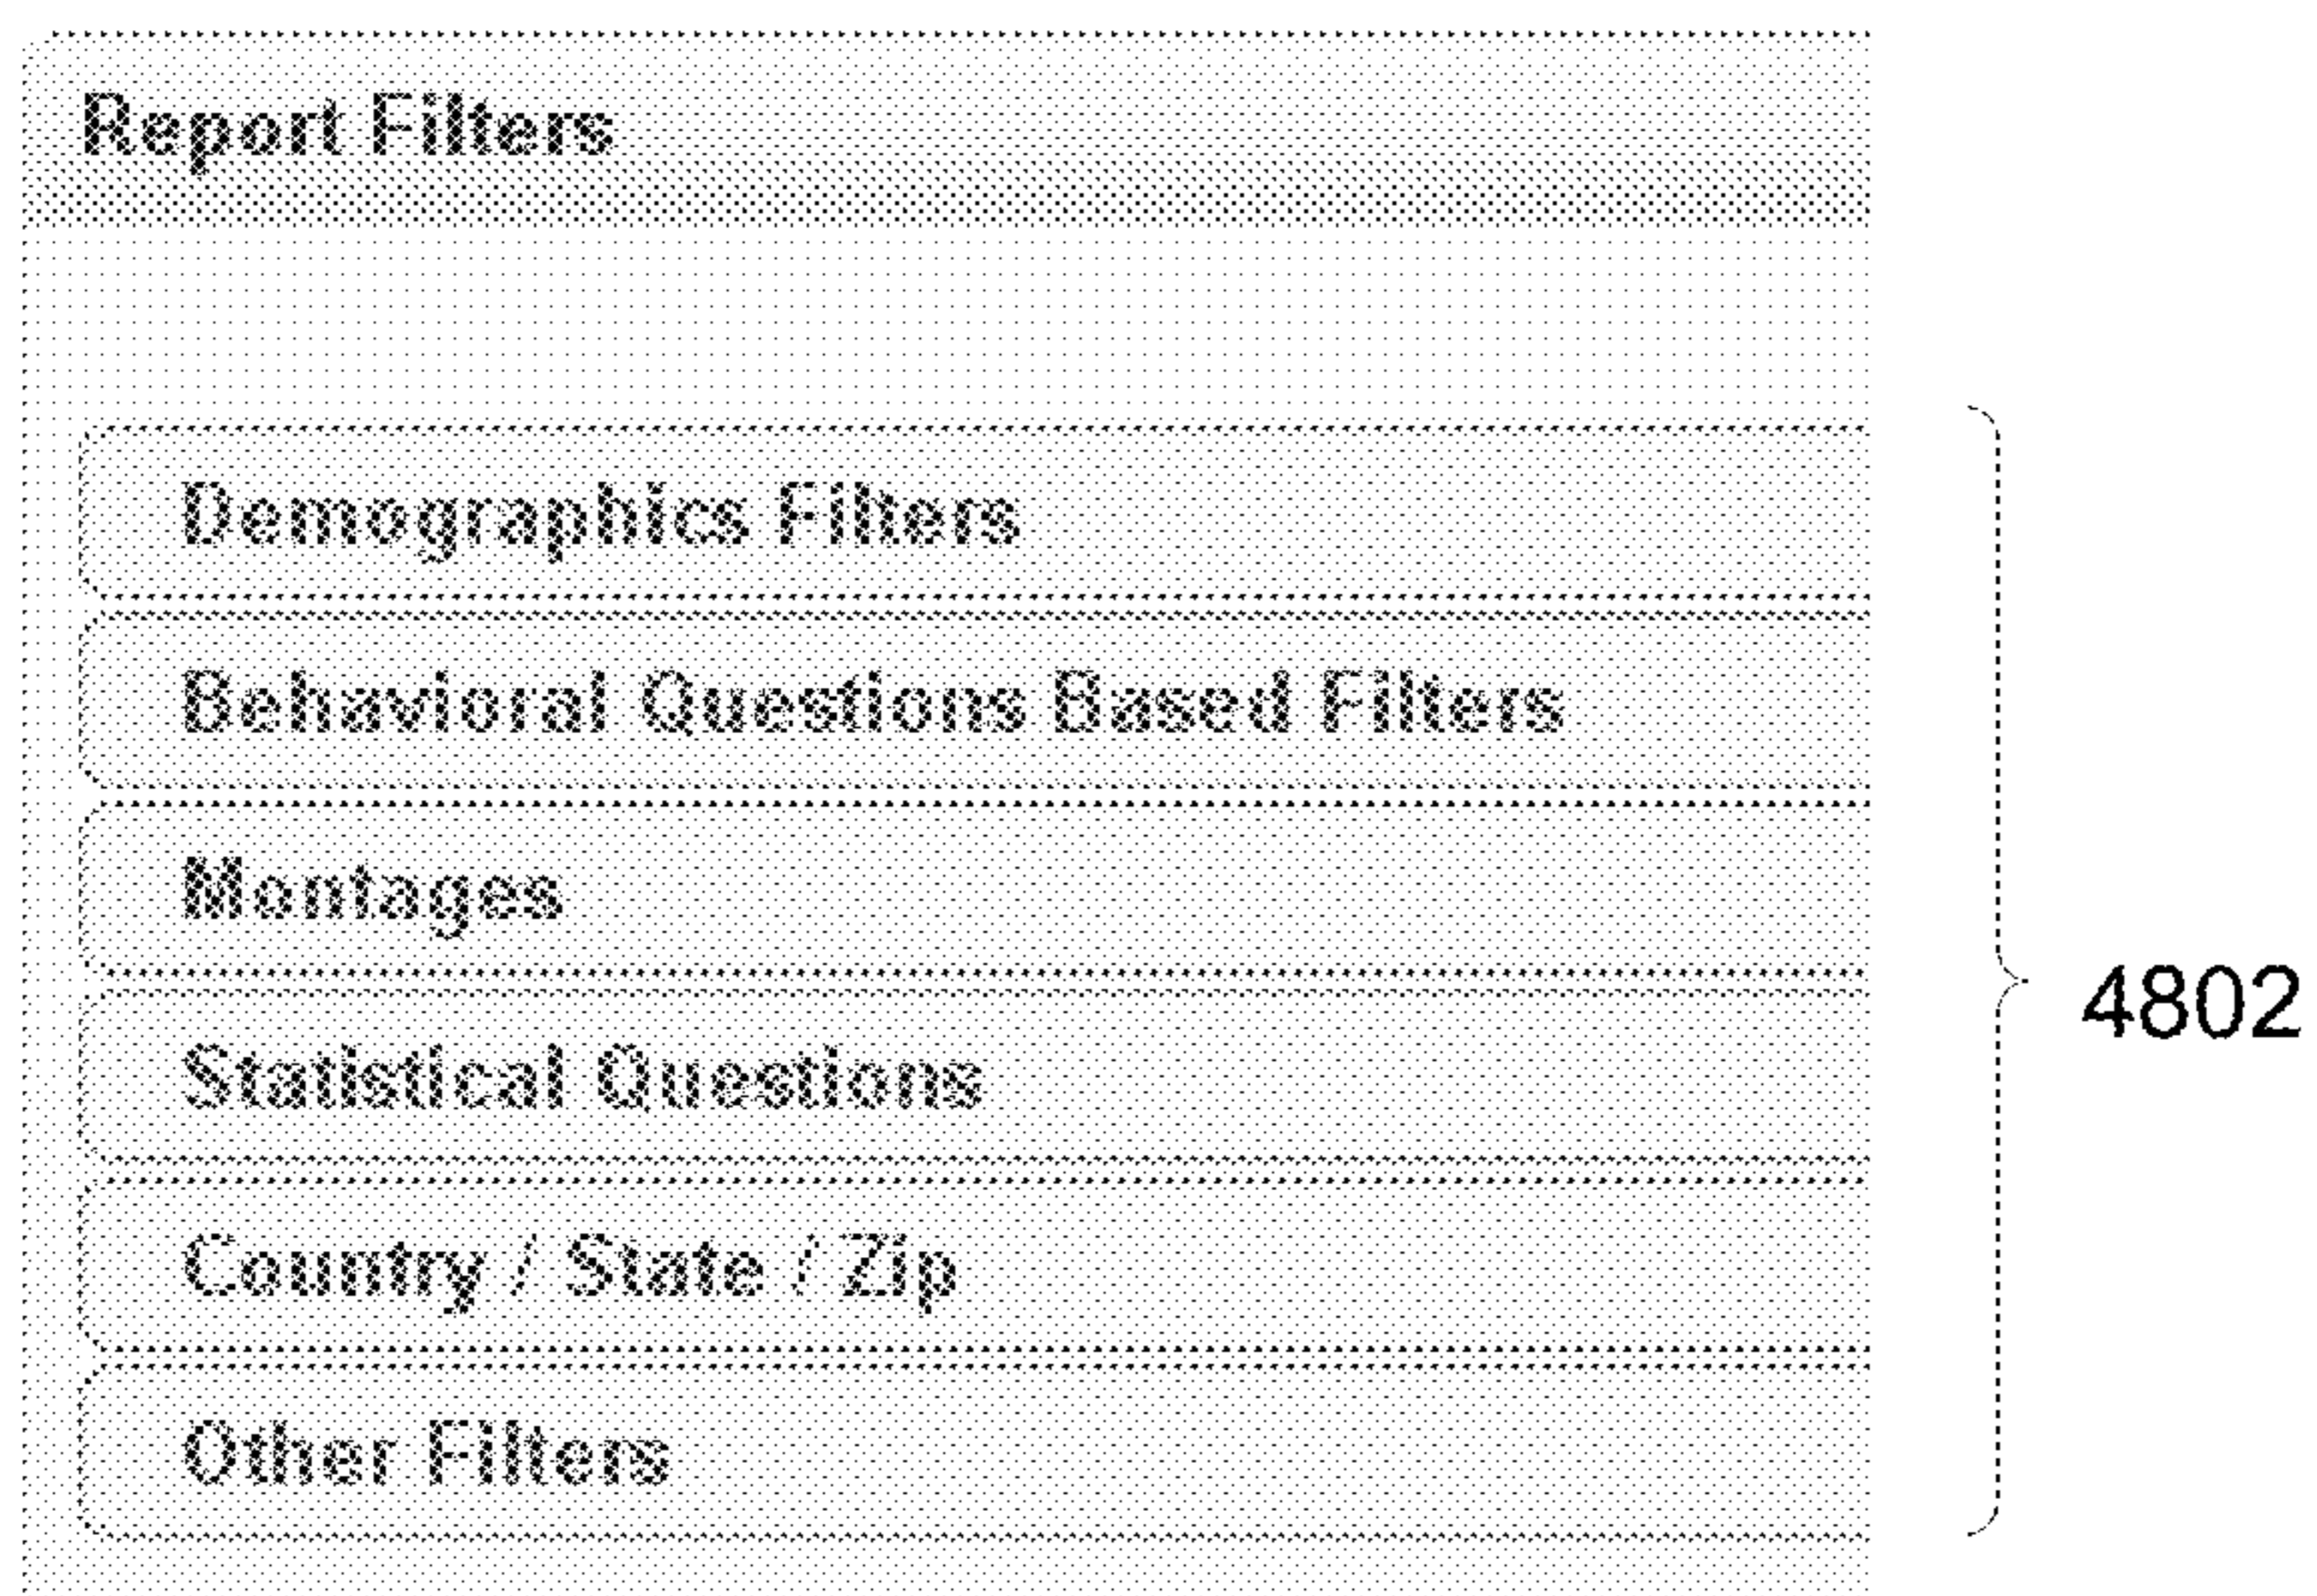 Report Filters
Demographics Filters
Behavioral Questions Based Filters
Montages
Statistical Questions
Country / State / Zip
Other Filters
4802